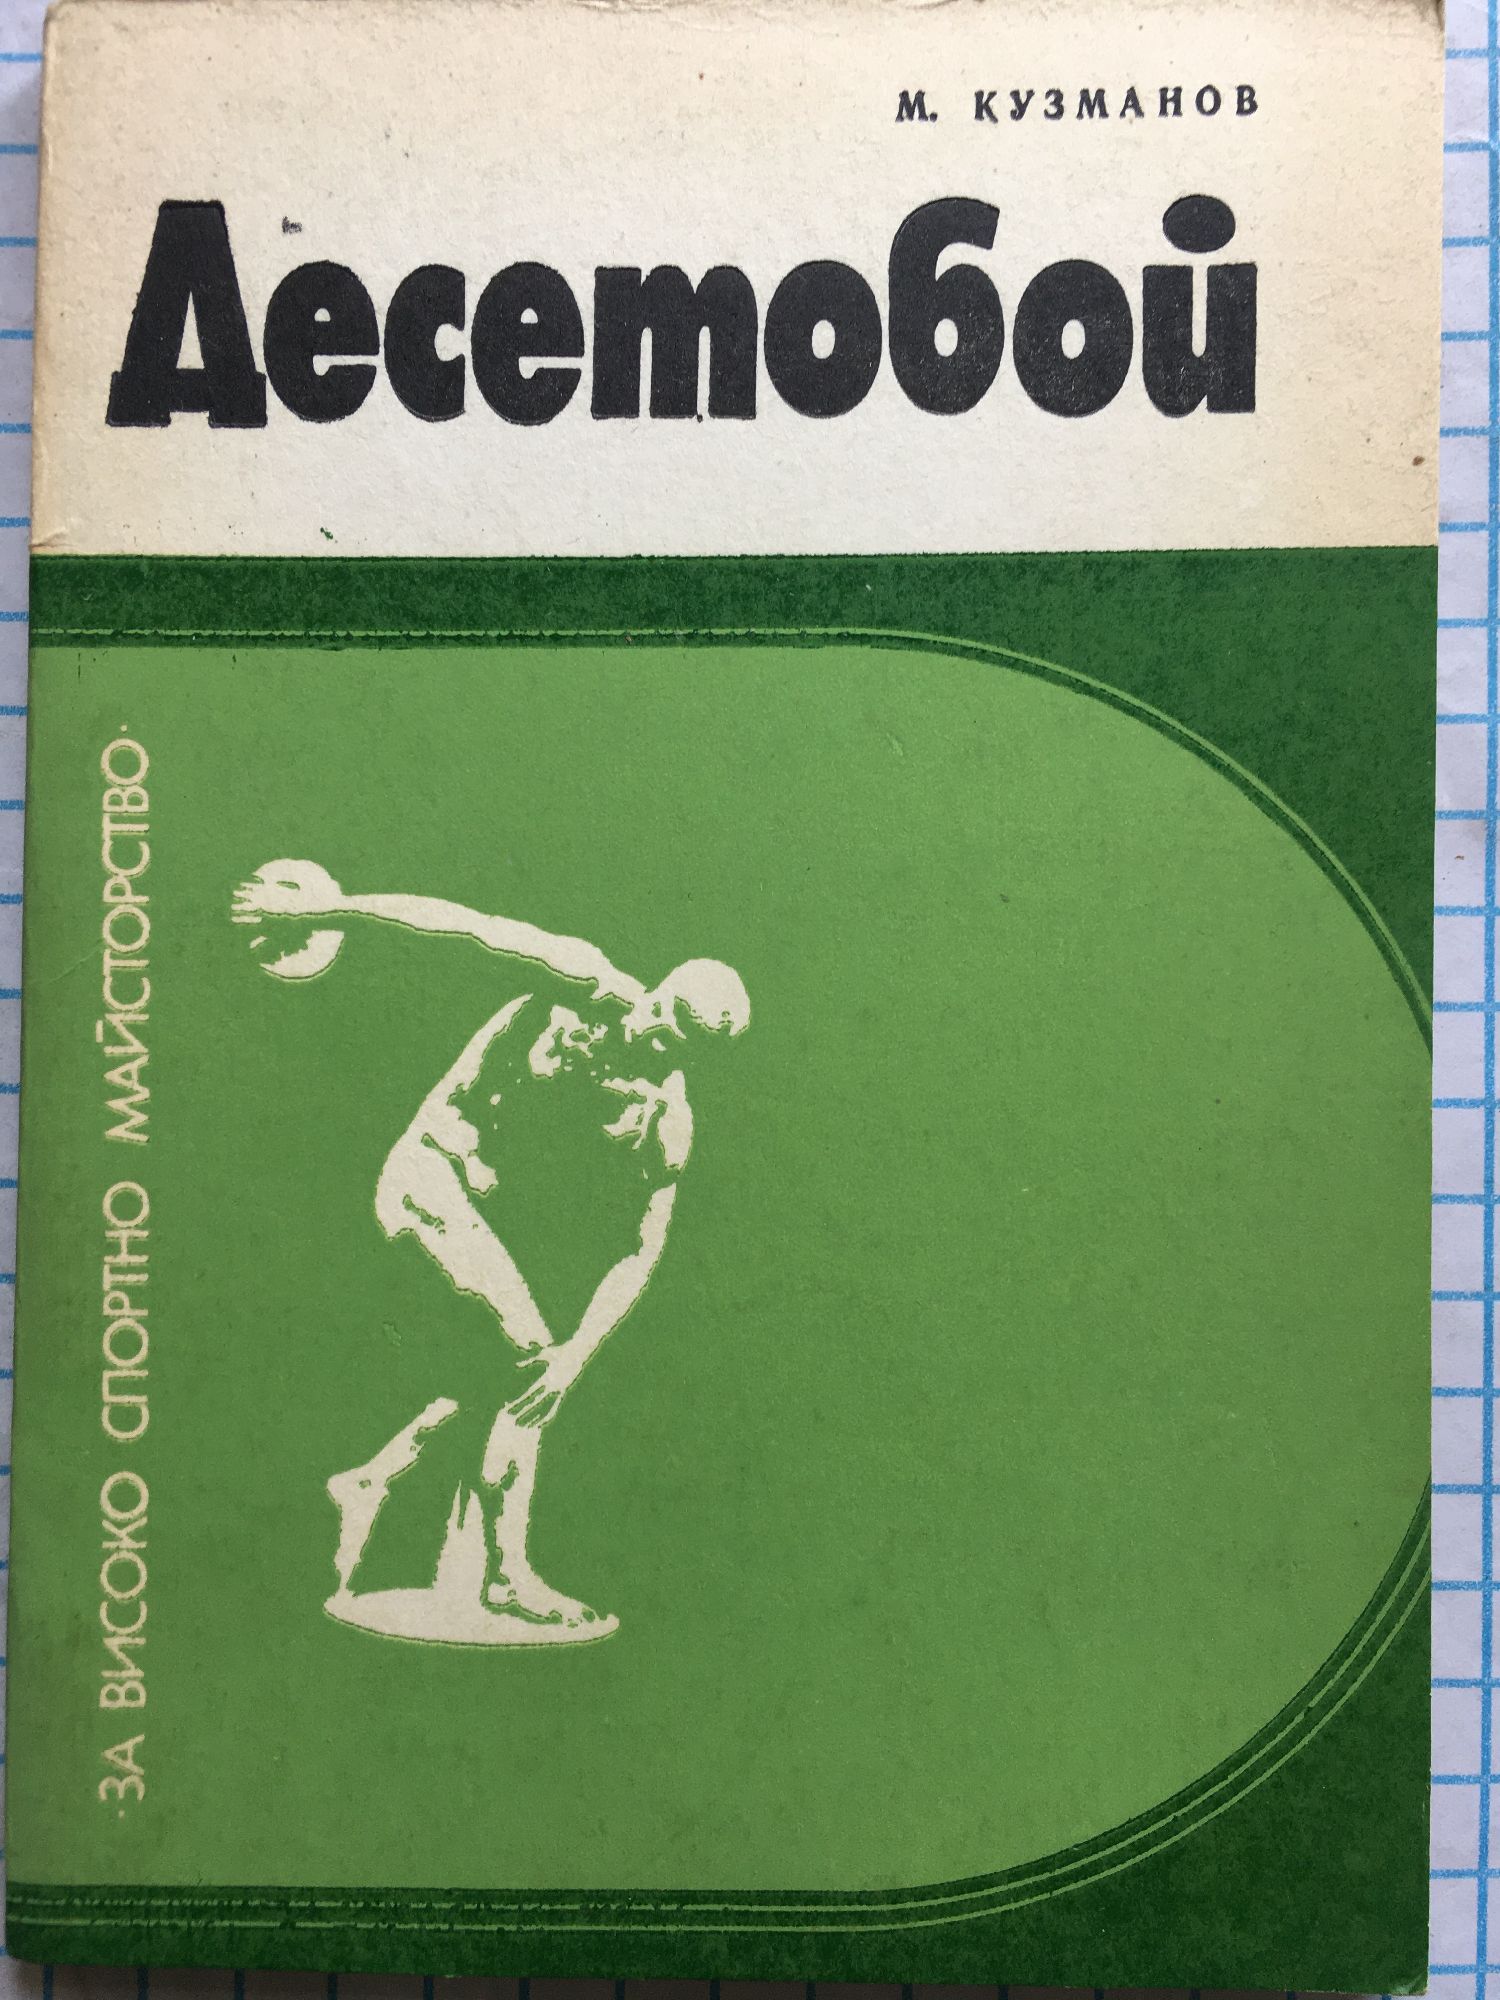 М. КУЗМАНОВ
Десетобой
·ЗА ВИСОКО СПОРТНО МАЙСТОРСТВО·